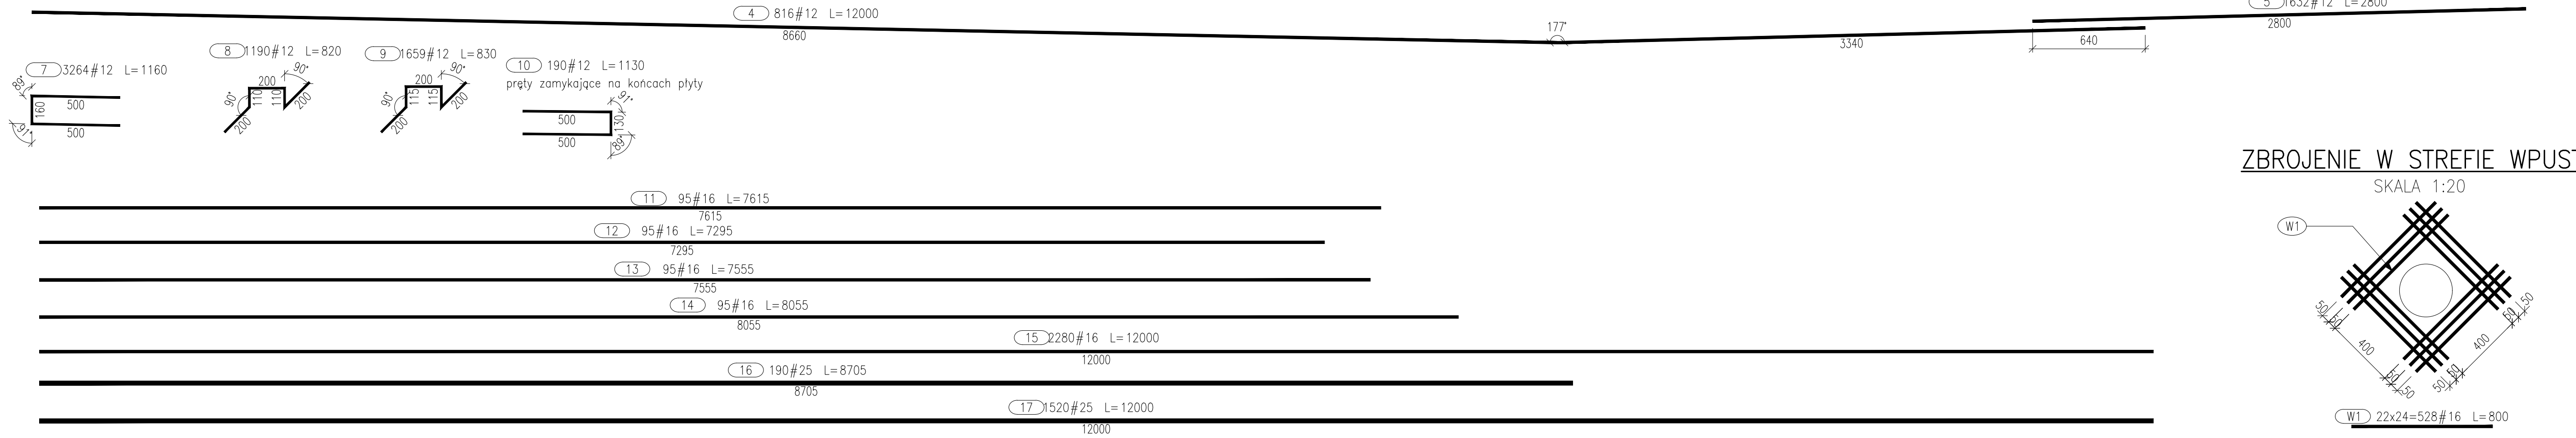 4 816#12 L=12000
8660
177°
3340
640
5 1632#12 L=2800
2800
7 3264#12 L=1160
89°
160
91°
500
500
8 1190#12 L=820
90°
200
110
200
110
90°
200
9 1659#12 L=830
90°
200
115
200
115
90°
200
10 190#12 L=1130
pręty zamykające na końcach płyty
500
500
91°
130
89°
11 95#16 L=7615
7615
12 95#16 L=7295
7295
13 95#16 L=7555
7555
14 95#16 L=8055
8055
15 2280#16 L=12000
12000
16 190#25 L=8705
8705
17 1520#25 L=12000
12000
ZBROJENIE W STREFIE WPUST
SKALA 1:20
W1
50
50
400
50
50
50
50
400
50
50
W1 22x24=528#16 L=800